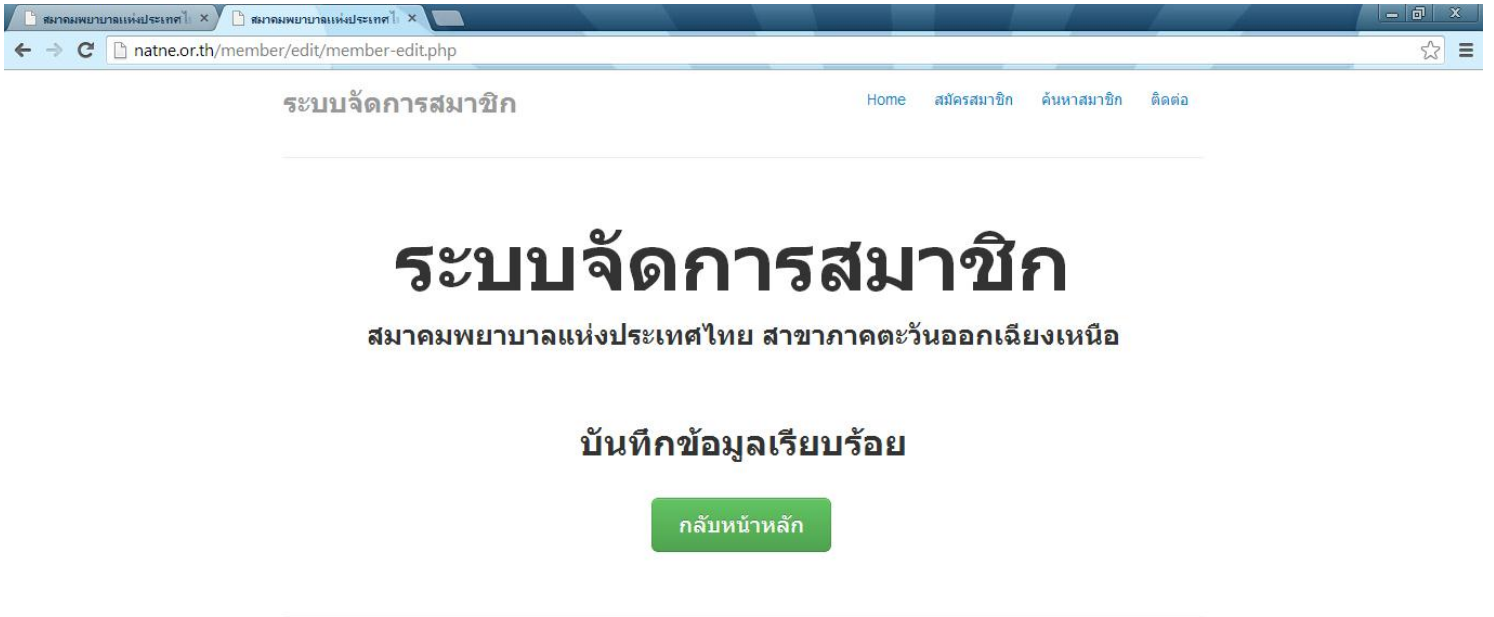 สมาคมพยาบาลแห่งประเทศไ สมาคมพยาบาลแห่งประเทศไ
natne.or.th/member/edit/member-edit.php
ระบบจัดการสมาชิก Home สมัครสมาชิก ค้นหาสมาชิก ติดต่อ
ระบบจัดการสมาชิก
สมาคมพยาบาลแห่งประเทศไทย สาขาภาคตะวันออกเฉียงเหนือ
บันทึกข้อมูลเรียบร้อย
กลับหน้าหลัก